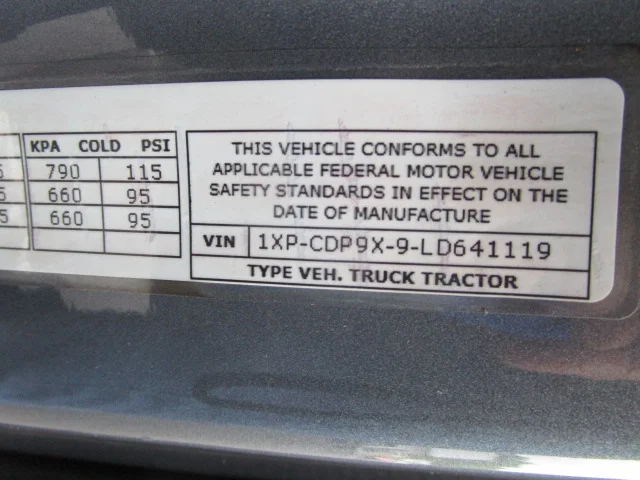 KPA COLD PSI
790 115
660 95
5 660 95
THIS VEHICLE CONFORMS TO ALL
APPLICABLE FEDERAL MOTOR VEHICLE
SAFETY STANDARDS IN EFFECT ON THE
DATE OF MANUFACTURE
VIN 1XP-CDP9X-9-LD641119
TYPE VEH. TRUCK TRACTOR